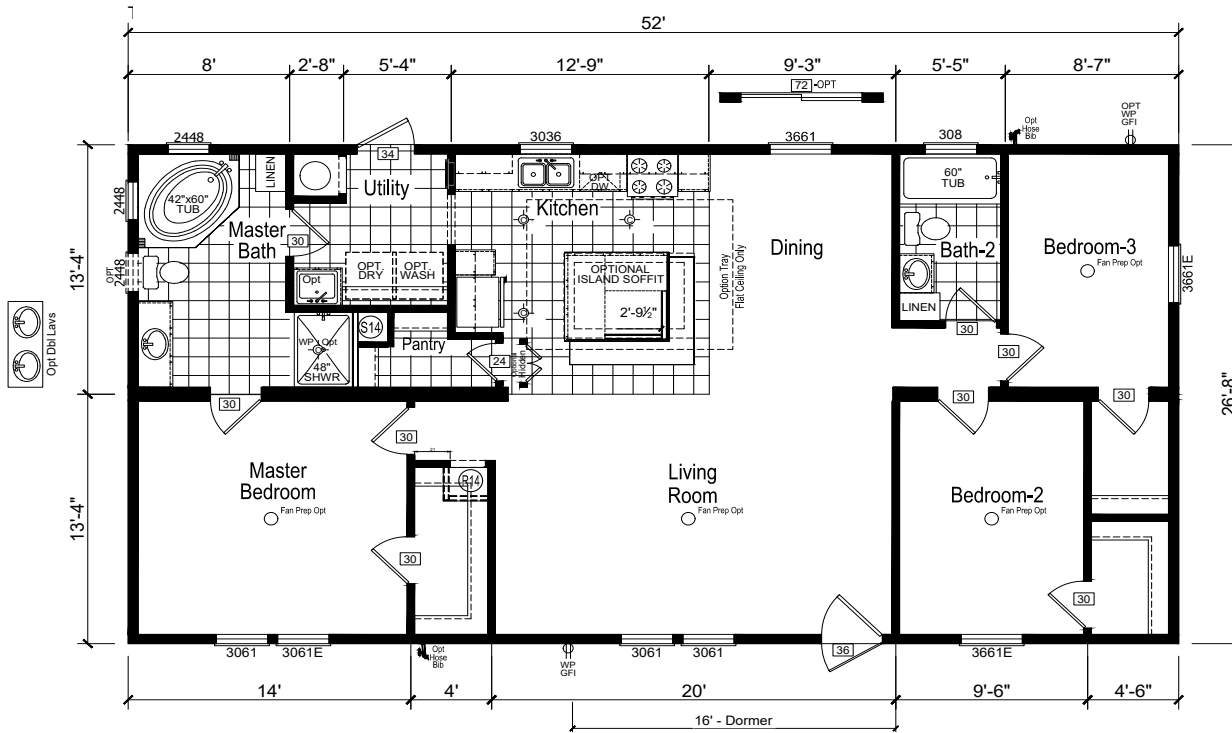 52'
8'
2'-8"
5'-4"
12'-9"
9'-3"
5'-5"
8'-7"
72 -OPT
OPT
WP
GFI
Opt
Hose
Bib
2448
34
3036
3661
308
LINEN
Utility
OPT
DW
60"
TUB
42"x60"
TUB
2448
Kitchen
Master
Bath
30
Dining
Bath-2
Bedroom-3
Fan Prep Opt
13'-4"
OPT
2448
Opt
OPT
DRY
OPT
WASH
OPTIONAL
ISLAND SOFFIT
Option Tray
Flat Ceiling Only
3661E
LINEN
2'-9½"
Opt Dbl Lavs
WP Opt
S14
Pantry
30
30
48"
SHWR
24
Optional
Hidden
26'-8"
30
30
30
30
Master
Bedroom
Fan Prep Opt
R14
Living
Room
Fan Prep Opt
Bedroom-2
Fan Prep Opt
13'-4"
30
30
3061
3061E
Opt
Hose
Bib
WP
GFI
3061
3061
36
3661E
14'
4'
20'
9'-6"
4'-6"
16' - Dormer